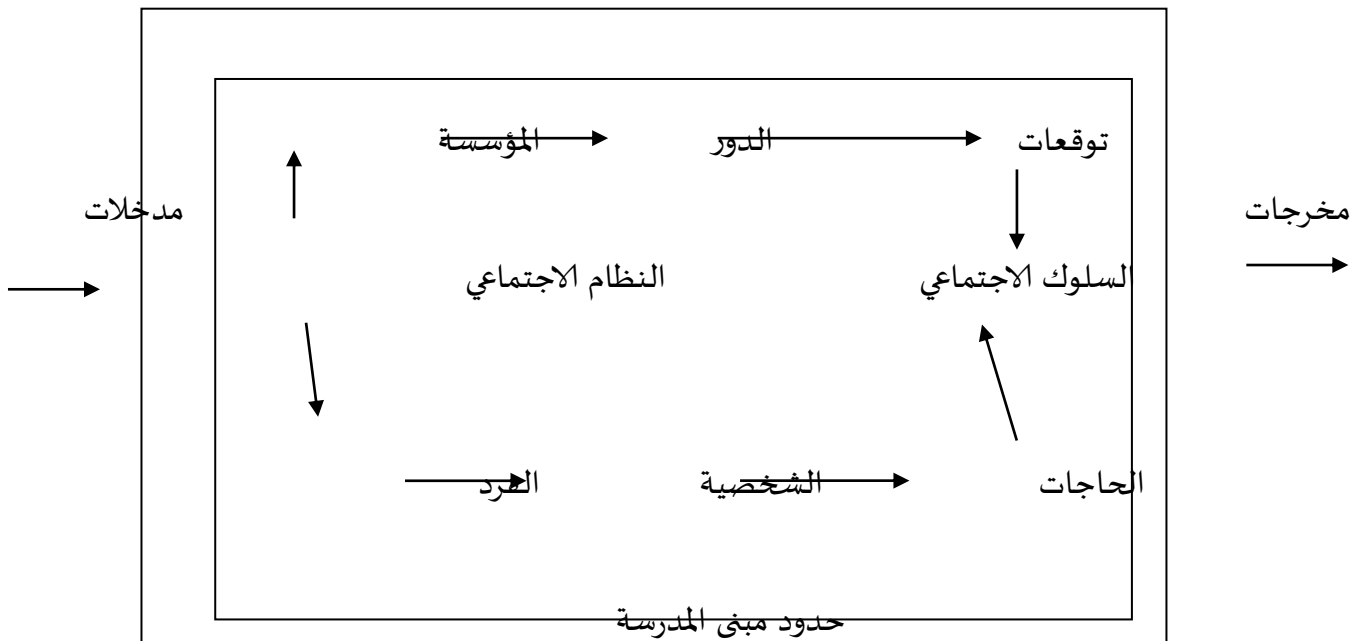 المؤسسة الدور توقعات
مدخلات
مخرجات
النظام الاجتماعي السلوك الاجتماعي
الفرد الشخصية الحاجات
حدود مبنى المدرسة